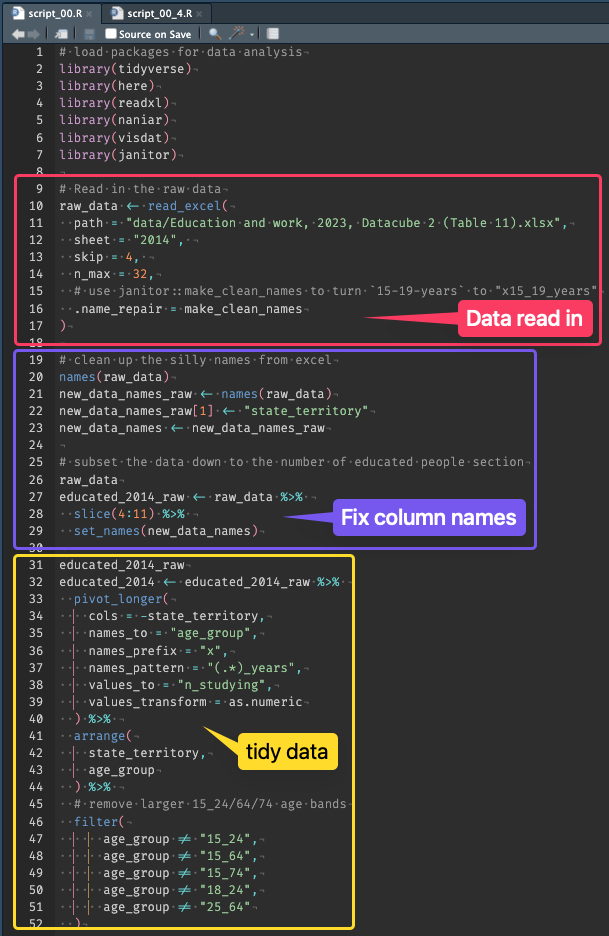 script_00.R
script_00_4.R
Source on Save
1 # load packages for data analysis
2 library(tidyverse)
3 library(here)
4 library(readxl)
5 library(naniar)
6 library(visdat)
7 library(janitor)
8
9 # Read in the raw data
10 raw_data <- read_excel(
11 path = "data/Education and work, 2023, Datacube 2 (Table 11).xlsx",
12 sheet = "2014",
13 skip = 4,
14 n_max = 32,
15 # use janitor::make_clean_names to turn `15-19-years` to "x15_19_years"
16 .name_repair = make_clean_names
17 )
Data read in
18
19 # clean up the silly names from excel
20 names(raw_data)
21 new_data_names_raw <- names(raw_data)
22 new_data_names_raw[1] <- "state_territory"
23 new_data_names <- new_data_names_raw
24
25 # subset the data down to the number of educated people section
26 raw_data
27 educated_2014_raw <- raw_data %>%
28 slice(4:11) %>%
29 set_names(new_data_names)
Fix column names
30
31 educated_2014_raw
32 educated_2014 <- educated_2014_raw %>%
33 pivot_longer(
34 cols = -state_territory,
35 names_to = "age_group",
36 names_prefix = "x",
37 names_pattern = "(.*)_years",
38 values_to = "n_studying",
39 values_transform = as.numeric
40 ) %>%
41 arrange(
42 state_territory,
43 age_group
44 ) %>%
tidy data
45 # remove larger 15_24/64/74 age bands
46 filter(
47 age_group != "15_24",
48 age_group != "15_64",
49 age_group != "15_74",
50 age_group != "18_24",
51 age_group != "25_64"
52 )